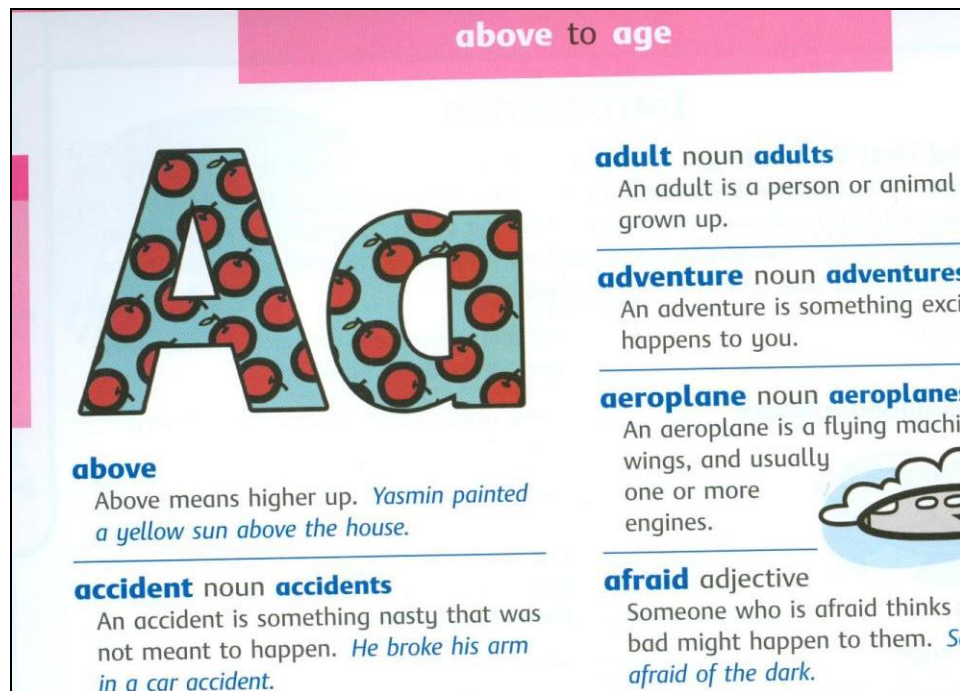 above to age
Aa
above
Above means higher up. Yasmin painted
a yellow sun above the house.
accident noun accidents
An accident is something nasty that was
not meant to happen. He broke his arm
in a car accident.
adult noun adults
An adult is a person or animal
grown up.
adventure noun adventures
An adventure is something
happens to you.
aeroplane noun aeroplanes
An aeroplane is a flying
wings, and usually
one or more
engines.
afraid adjective
Someone who is afraid thinks
bad might happen to them.
afraid of the dark.